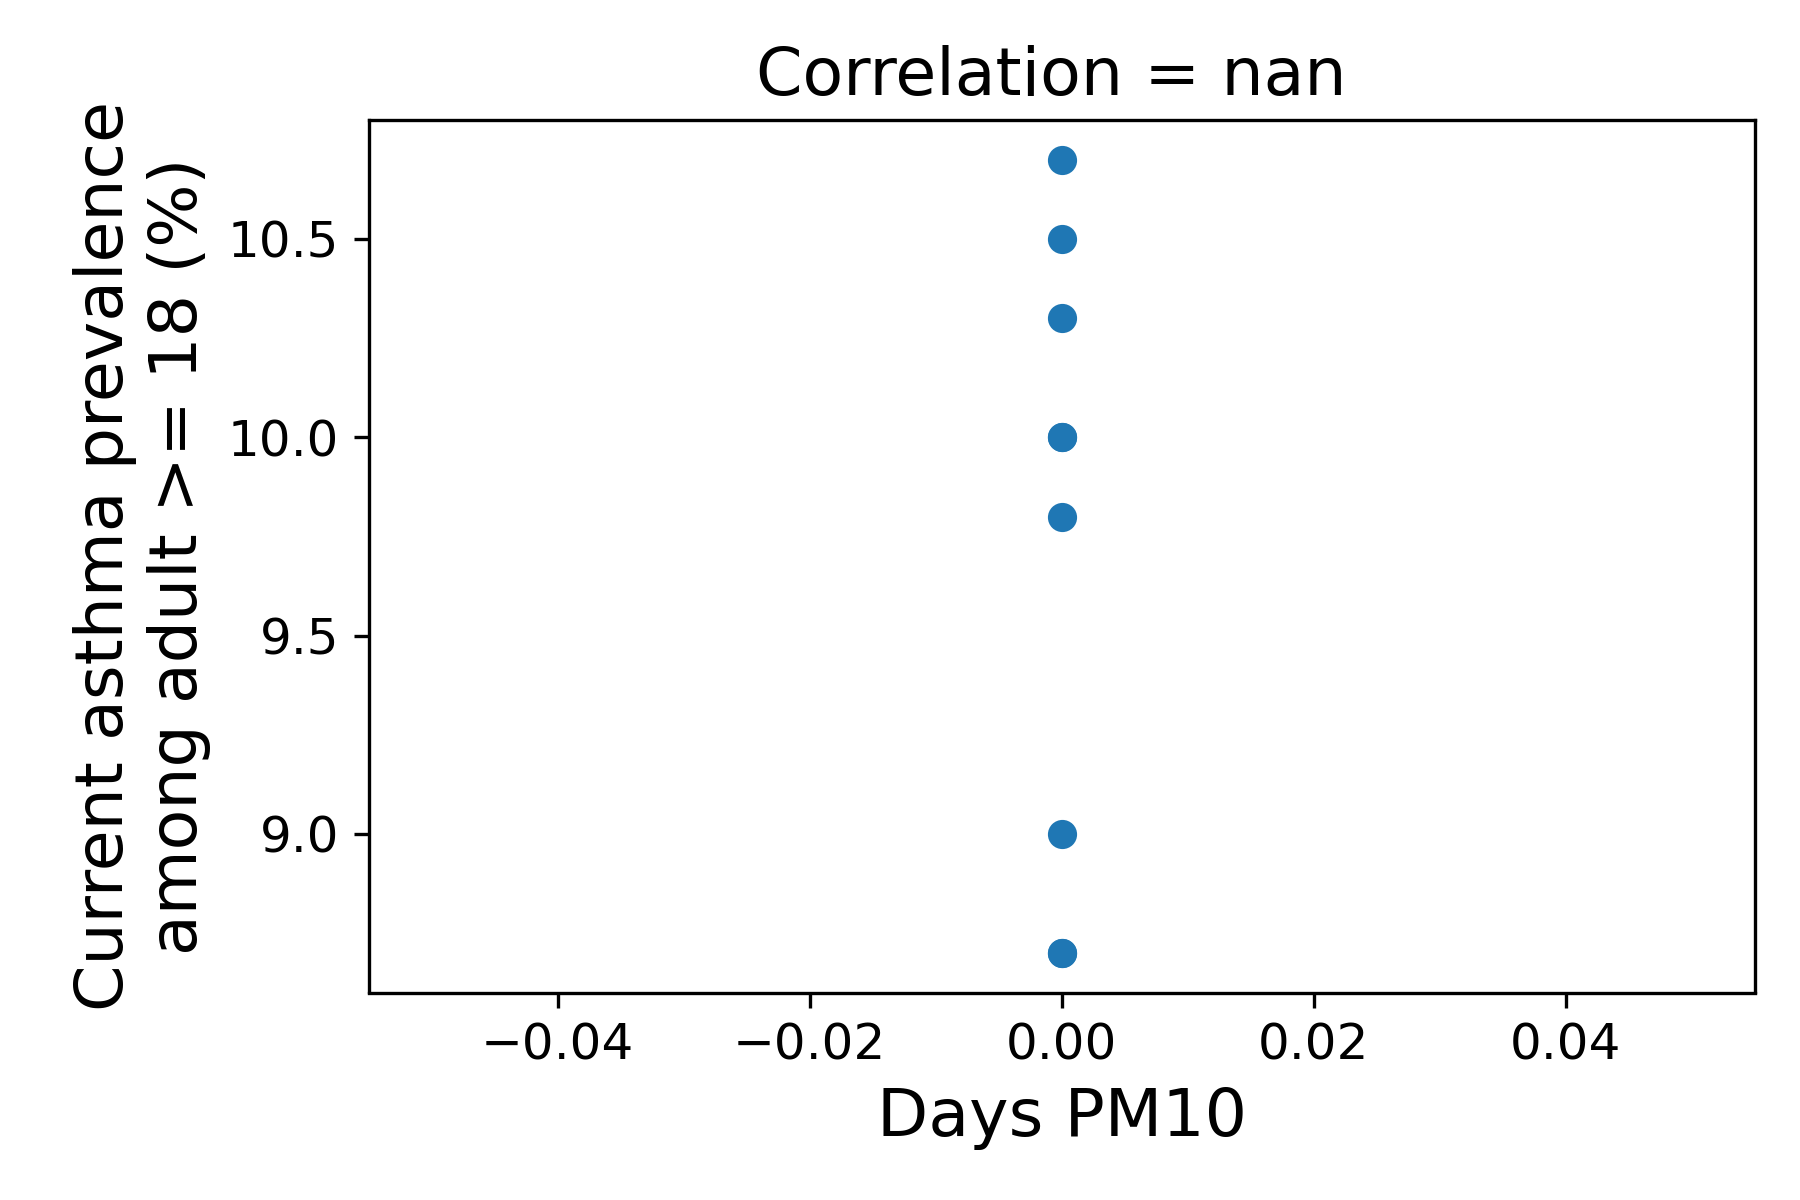 Correlation = nan
Current asthma prevalence
among adult >= 18 (%)
10.5
10.0
9.5
9.0
−0.04
−0.02
0.00
0.02
0.04
Days PM10